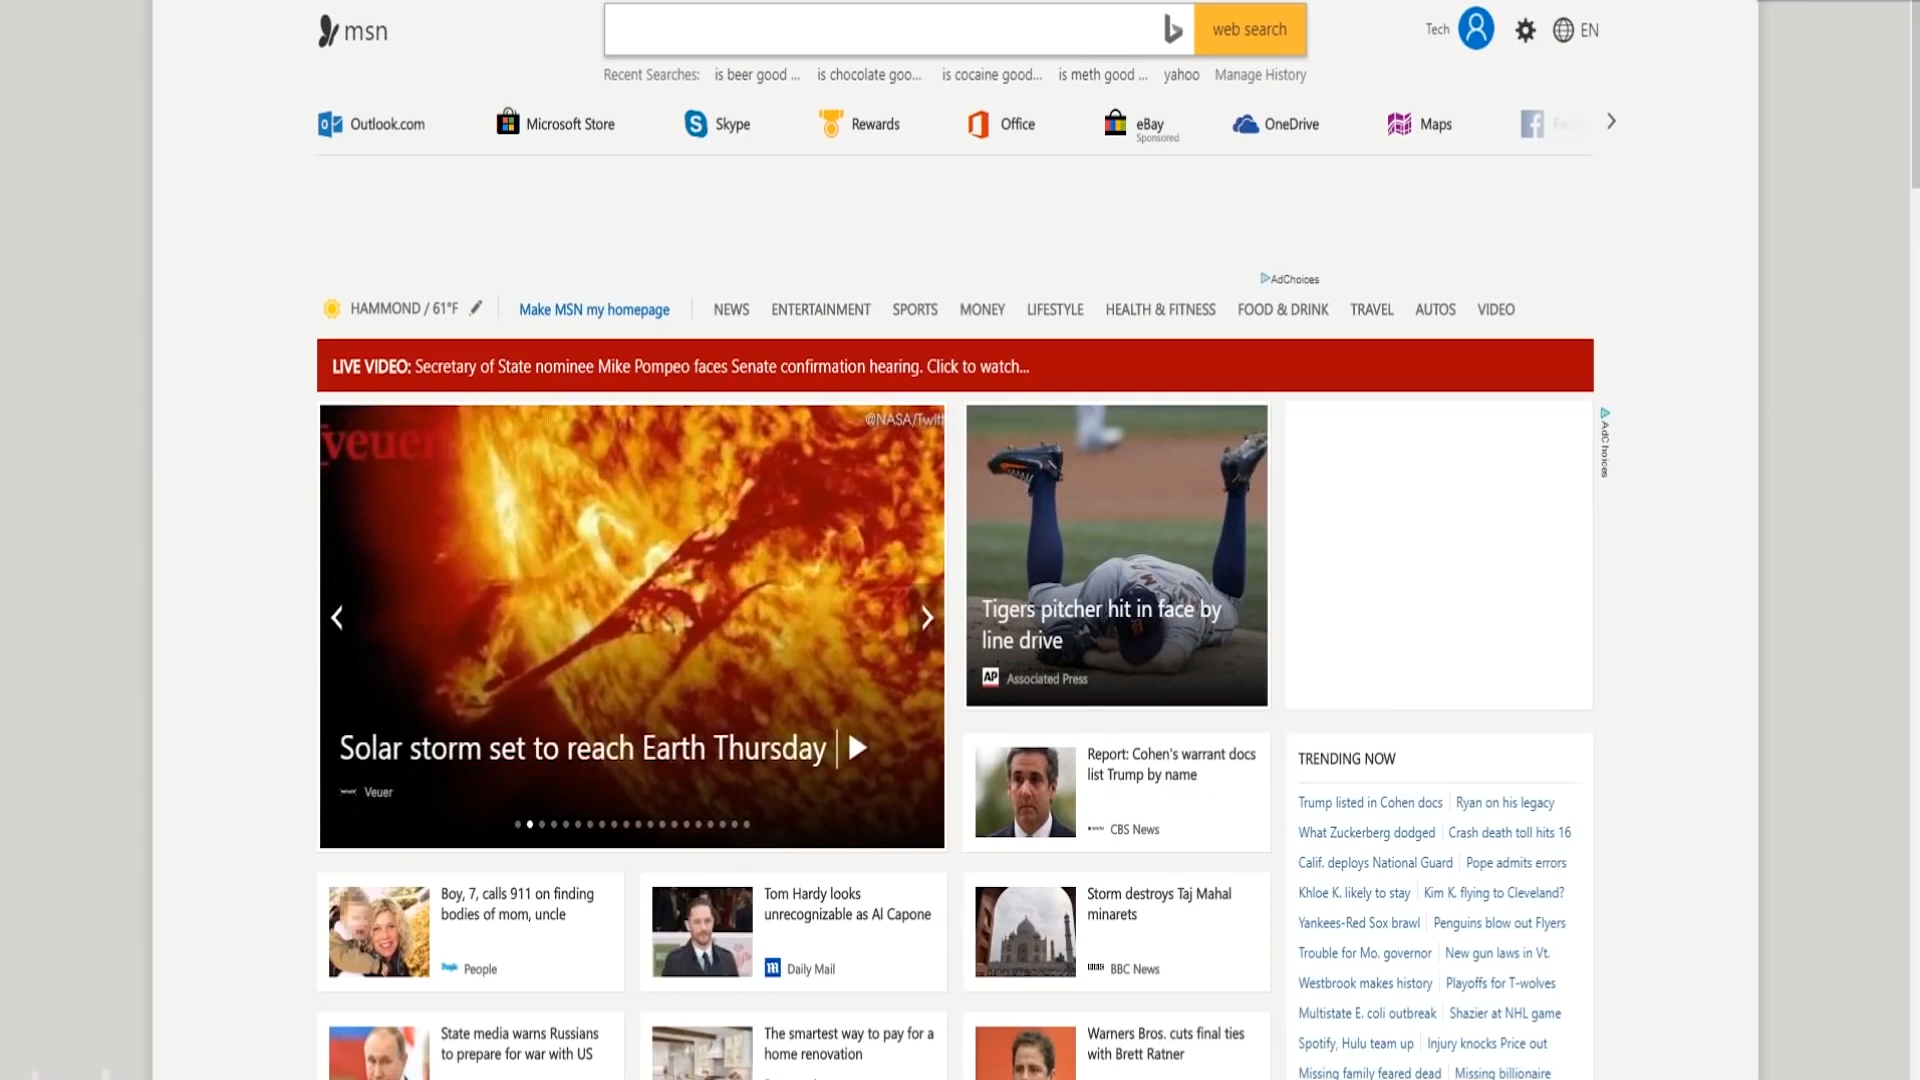 msn
web search
Tech
EN
Recent Searches: is beer good ... is chocolate goo... is cocaine good... is meth good ... yahoo Manage History
Outlook.com
Microsoft Store
Skype
Rewards
Office
eBay
Sponsored
OneDrive
Maps
AdChoices
HAMMOND / 61°F
Make MSN my homepage
NEWS ENTERTAINMENT SPORTS MONEY LIFESTYLE HEALTH & FITNESS FOOD & DRINK TRAVEL AUTOS VIDEO
LIVE VIDEO: Secretary of State nominee Mike Pompeo faces Senate confirmation hearing. Click to watch...
veuer
@NASA/Twitt
Solar storm set to reach Earth Thursday
Veuer
Tigers pitcher hit in face by
line drive
AP Associated Press
AdChoices
Report: Cohen's warrant docs
list Trump by name
CBS News
Boy, 7, calls 911 on finding
bodies of mom, uncle
People
Tom Hardy looks
unrecognizable as Al Capone
m Daily Mail
Storm destroys Taj Mahal
minarets
BBC News
State media warns Russians
to prepare for war with US
The smartest way to pay for a
home renovation
Warners Bros. cuts final ties
with Brett Ratner
TRENDING NOW
Trump listed in Cohen docs Ryan on his legacy
What Zuckerberg dodged Crash death toll hits 16
Calif. deploys National Guard Pope admits errors
Khloe K. likely to stay Kim K. flying to Cleveland?
Yankees-Red Sox brawl Penguins blow out Flyers
Trouble for Mo. governor New gun laws in Vt.
Westbrook makes history Playoffs for T-wolves
Multistate E. coli outbreak Shazier at NHL game
Spotify, Hulu team up Injury knocks Price out
Missing family feared dead Missing billionaire